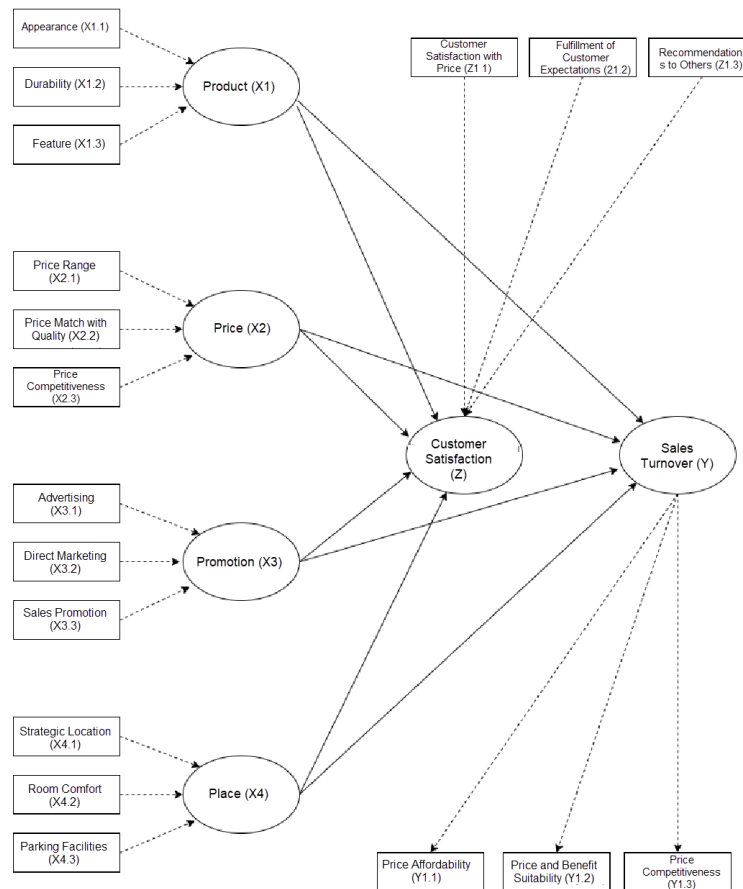 Appearance (X1.1)
Durability (X1.2)
Feature (X1.3)
Product (X1)
Customer
Satisfaction with
Price (Z1 1)
Fulfillment of
Customer
Expectations (21.2)
Recommendation
s to Others (Z1.3)
Price Range
(X2.1)
Price Match with
Quality (X2.2)
Price
Competitiveness
(X2.3)
Price (X2)
Customer
Satisfaction
(Z)
Sales
Turnover (Y)
Advertising
(X3.1)
Direct Marketing
(X3.2)
Sales Promotion
(X3.3)
Promotion (X3)
Strategic Location
(X4.1)
Room Comfort
(X4.2)
Parking Facilities
(X4.3)
Place (X4)
Price Affordability
(Y1.1)
Price and Benefit
Suitability (Y1.2)
Price
Competitiveness
(Y1.3)